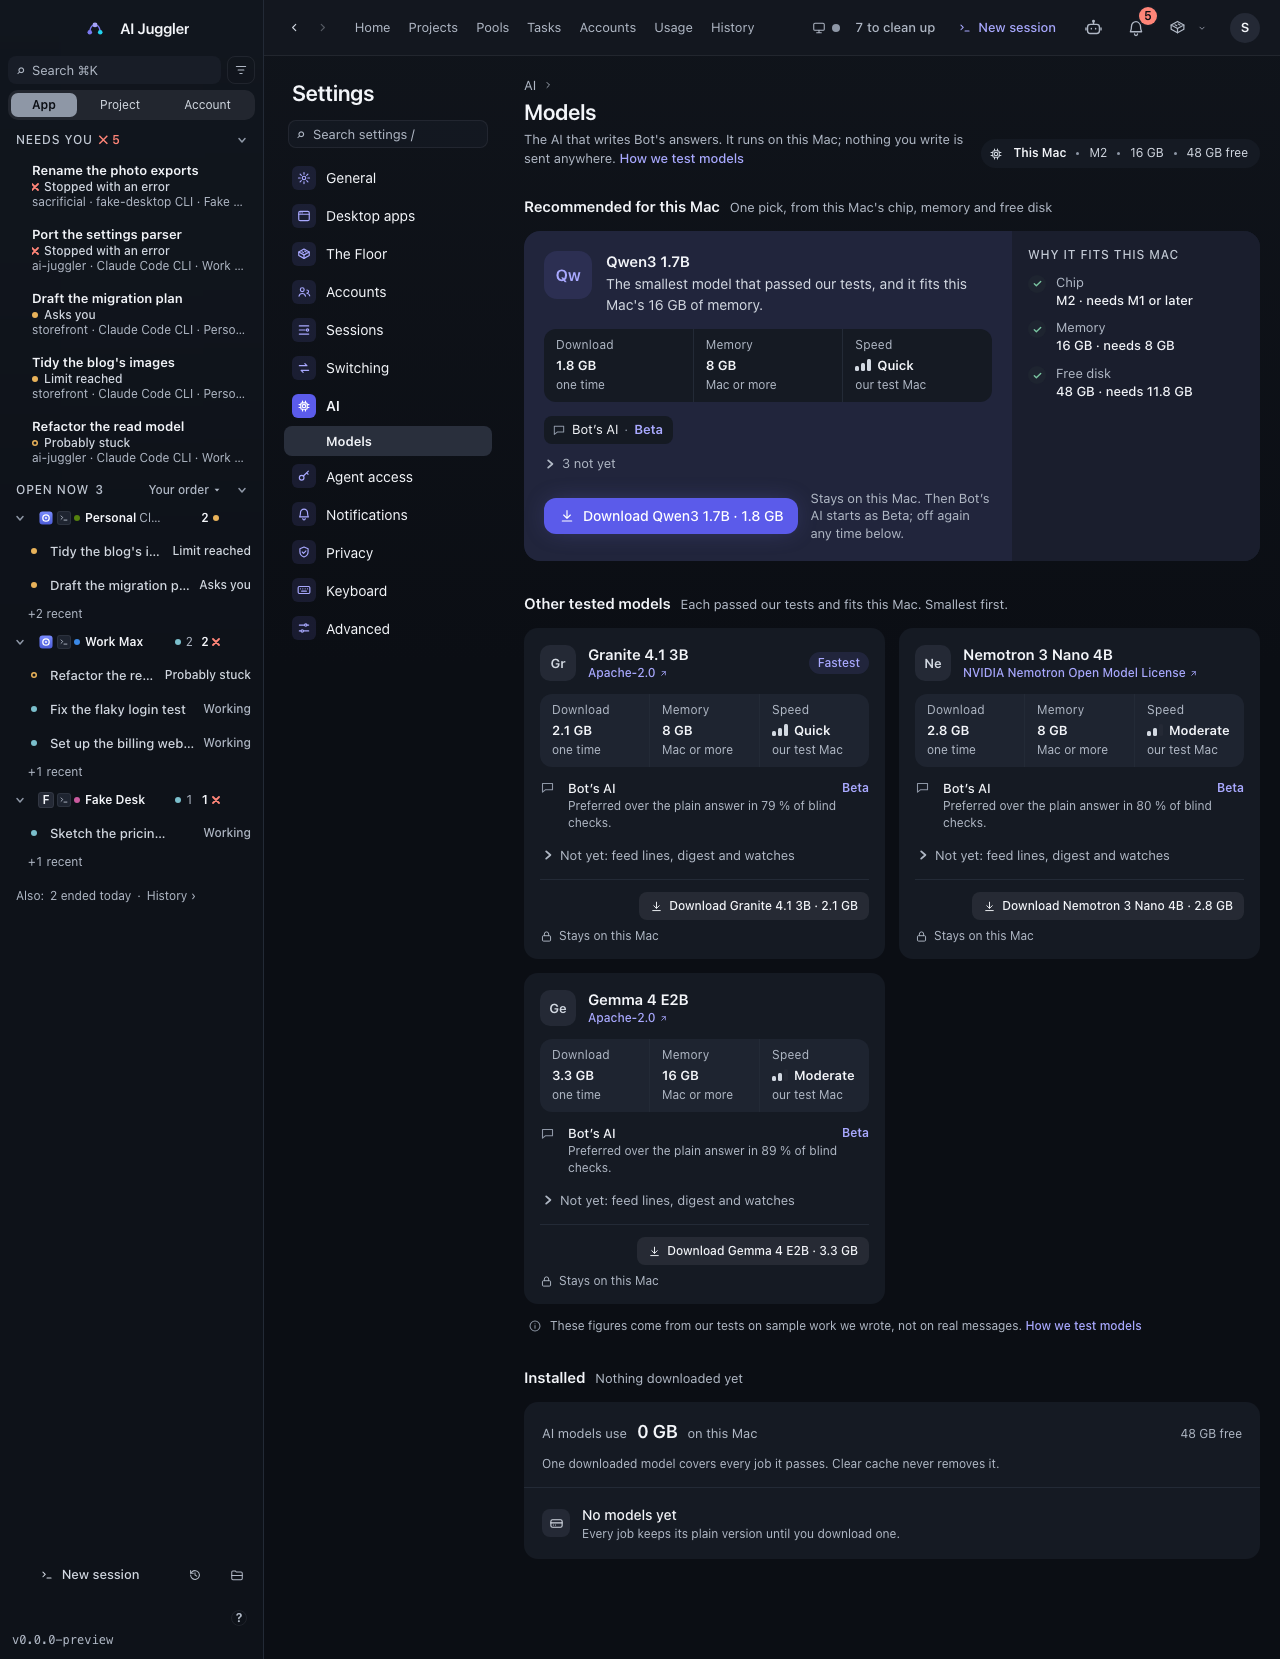 AI Juggler
Search ⌘K
App Project Account
NEEDS YOU 5
Rename the photo exports
Stopped with an error
sacrificial · fake-desktop CLI · Fake ...
Port the settings parser
Stopped with an error
ai-juggler · Claude Code CLI · Work ...
Draft the migration plan
Asks you
storefront · Claude Code CLI · Perso...
Tidy the blog's images
Limit reached
storefront · Claude Code CLI · Perso...
Refactor the read model
Probably stuck
ai-juggler · Claude Code CLI · Work ...
OPEN NOW 3 Your order
Personal Cl... 2
Tidy the blog's i... Limit reached
Draft the migration p... Asks you
+2 recent
Work Max 2 2
Refactor the re... Probably stuck
Fix the flaky login test Working
Set up the billing web... Working
+1 recent
F Fake Desk 1 1
Sketch the pricin... Working
+1 recent
Also: 2 ended today · History ›
New session
?
v0.0.0-preview
Home Projects Pools Tasks Accounts Usage History
7 to clean up
New session
5
S
Settings
Search settings /
General
Desktop apps
The Floor
Accounts
Sessions
Switching
AI
Models
Agent access
Notifications
Privacy
Keyboard
Advanced
AI ›
Models
The AI that writes Bot's answers. It runs on this Mac; nothing you write is
sent anywhere. How we test models
This Mac • M2 • 16 GB • 48 GB free
Recommended for this Mac One pick, from this Mac's chip, memory and free disk
Qw
Qwen3 1.7B
The smallest model that passed our tests, and it fits this
Mac's 16 GB of memory.
Download Memory Speed
1.8 GB 8 GB Quick
one time Mac or more our test Mac
Bot's AI · Beta
3 not yet
Download Qwen3 1.7B · 1.8 GB
Stays on this Mac. Then Bot's
AI starts as Beta; off again
any time below.
WHY IT FITS THIS MAC
Chip
M2 · needs M1 or later
Memory
16 GB · needs 8 GB
Free disk
48 GB · needs 11.8 GB
Other tested models Each passed our tests and fits this Mac. Smallest first.
Gr
Granite 4.1 3B
Apache-2.0 ↗
Fastest
Download Memory Speed
2.1 GB 8 GB Quick
one time Mac or more our test Mac
Bot's AI Beta
Preferred over the plain answer in 79 % of blind
checks.
Not yet: feed lines, digest and watches
Download Granite 4.1 3B · 2.1 GB
Stays on this Mac
Ne
Nemotron 3 Nano 4B
NVIDIA Nemotron Open Model License ↗
Download Memory Speed
2.8 GB 8 GB Moderate
one time Mac or more our test Mac
Bot's AI Beta
Preferred over the plain answer in 80 % of blind
checks.
Not yet: feed lines, digest and watches
Download Nemotron 3 Nano 4B · 2.8 GB
Stays on this Mac
Ge
Gemma 4 E2B
Apache-2.0 ↗
Download Memory Speed
3.3 GB 16 GB Moderate
one time Mac or more our test Mac
Bot's AI Beta
Preferred over the plain answer in 89 % of blind
checks.
Not yet: feed lines, digest and watches
Download Gemma 4 E2B · 3.3 GB
Stays on this Mac
These figures come from our tests on sample work we wrote, not on real messages. How we test models
Installed Nothing downloaded yet
AI models use 0 GB on this Mac 48 GB free
One downloaded model covers every job it passes. Clear cache never removes it.
No models yet
Every job keeps its plain version until you download one.